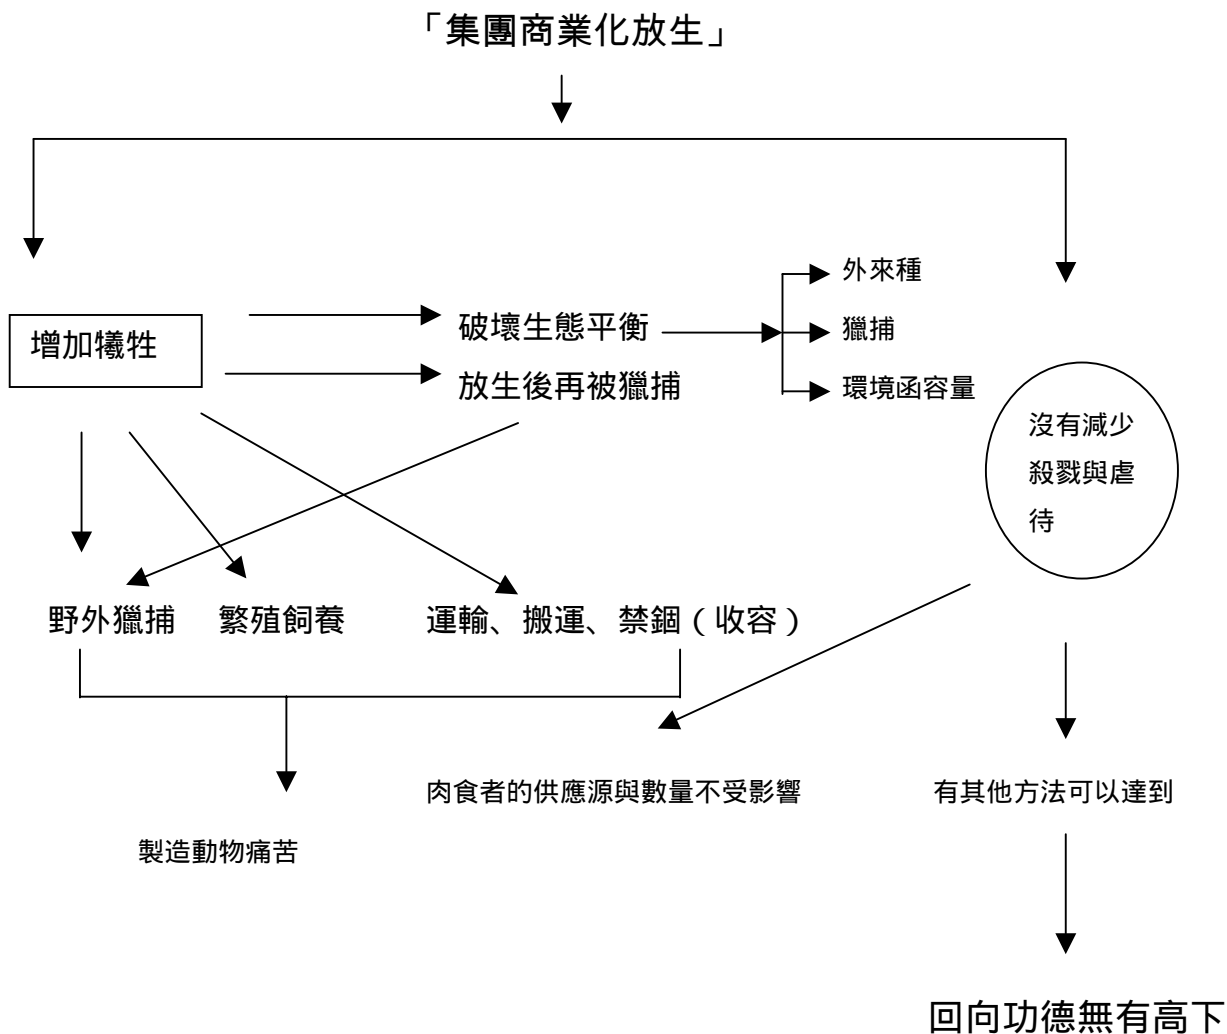 「集團商業化放生」
外來種
破壞生態平衡
獵捕
增加犧牲
放生後再被獵捕
環境函容量
沒有減少
殺戮與虐
待
野外獵捕
繁殖飼養
運輸、搬運、禁錮（收容）
肉食者的供應源與數量不受影響
有其他方法可以達到
製造動物痛苦
回向功德無有高下